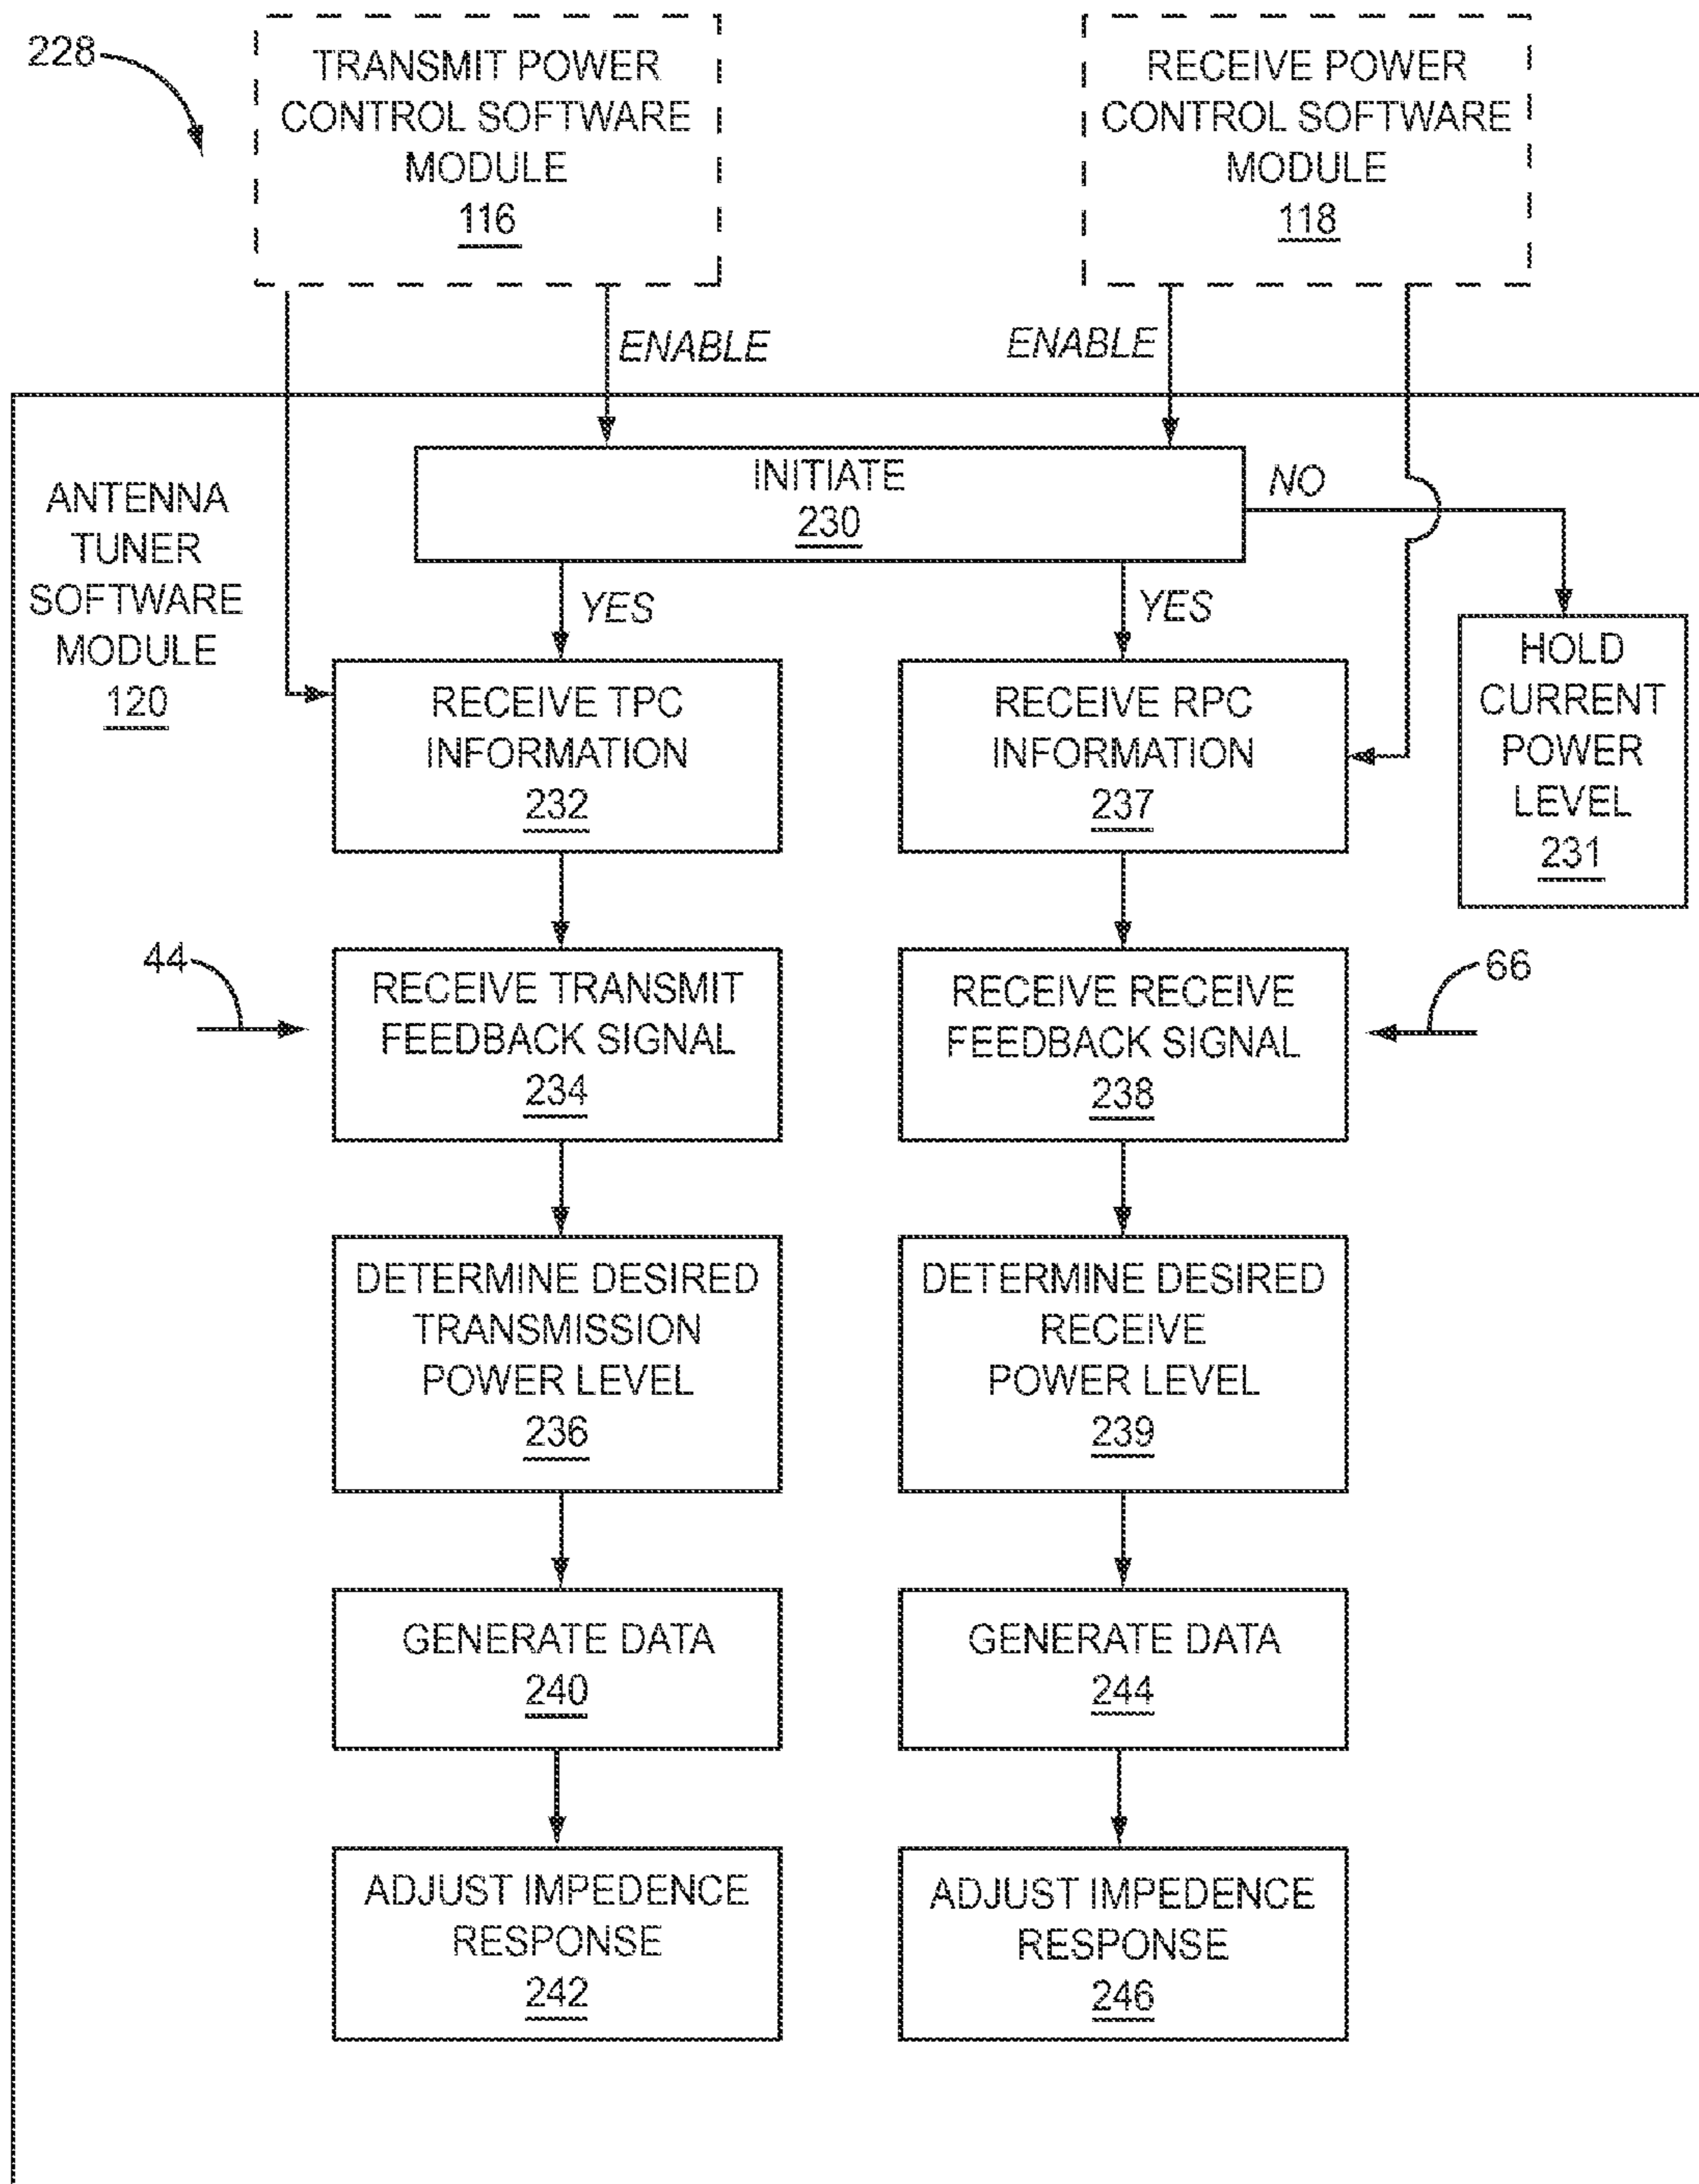 228
TRANSMIT POWER
CONTROL SOFTWARE
MODULE
116
RECEIVE POWER
CONTROL SOFTWARE
MODULE
118
ENABLE
ENABLE
ANTENNA
TUNER
SOFTWARE
MODULE
120
INITIATE
230
NO
YES
YES
HOLD
CURRENT
POWER
LEVEL
231
RECEIVE TPC
INFORMATION
232
RECEIVE RPC
INFORMATION
237
44
RECEIVE TRANSMIT
FEEDBACK SIGNAL
234
RECEIVE RECEIVE
FEEDBACK SIGNAL
238
66
DETERMINE DESIRED
TRANSMISSION
POWER LEVEL
236
DETERMINE DESIRED
RECEIVE
POWER LEVEL
239
GENERATE DATA
240
GENERATE DATA
244
ADJUST IMPEDENCE
RESPONSE
242
ADJUST IMPEDENCE
RESPONSE
246